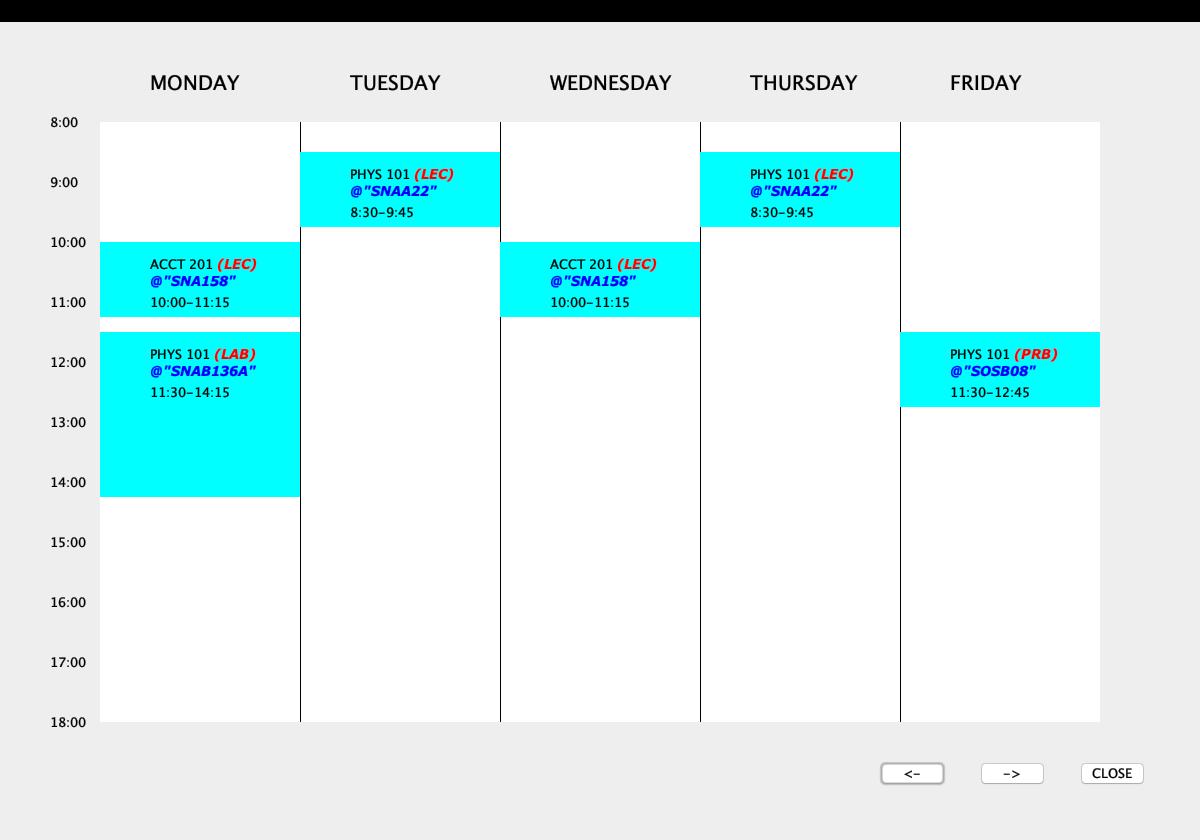 MONDAY TUESDAY WEDNESDAY THURSDAY FRIDAY
8:00
PHYS 101 (LEC)
@"SNAA22"
8:30-9:45
PHYS 101 (LEC)
@"SNAA22"
8:30-9:45
9:00
10:00
ACCT 201 (LEC)
@"SNA158"
10:00-11:15
ACCT 201 (LEC)
@"SNA158"
10:00-11:15
11:00
PHYS 101 (LAB)
@"SNAB136A"
11:30-14:15
PHYS 101 (PRB)
@"SOSB08"
11:30-12:45
12:00
13:00
14:00
15:00
16:00
17:00
18:00
<- -> CLOSE